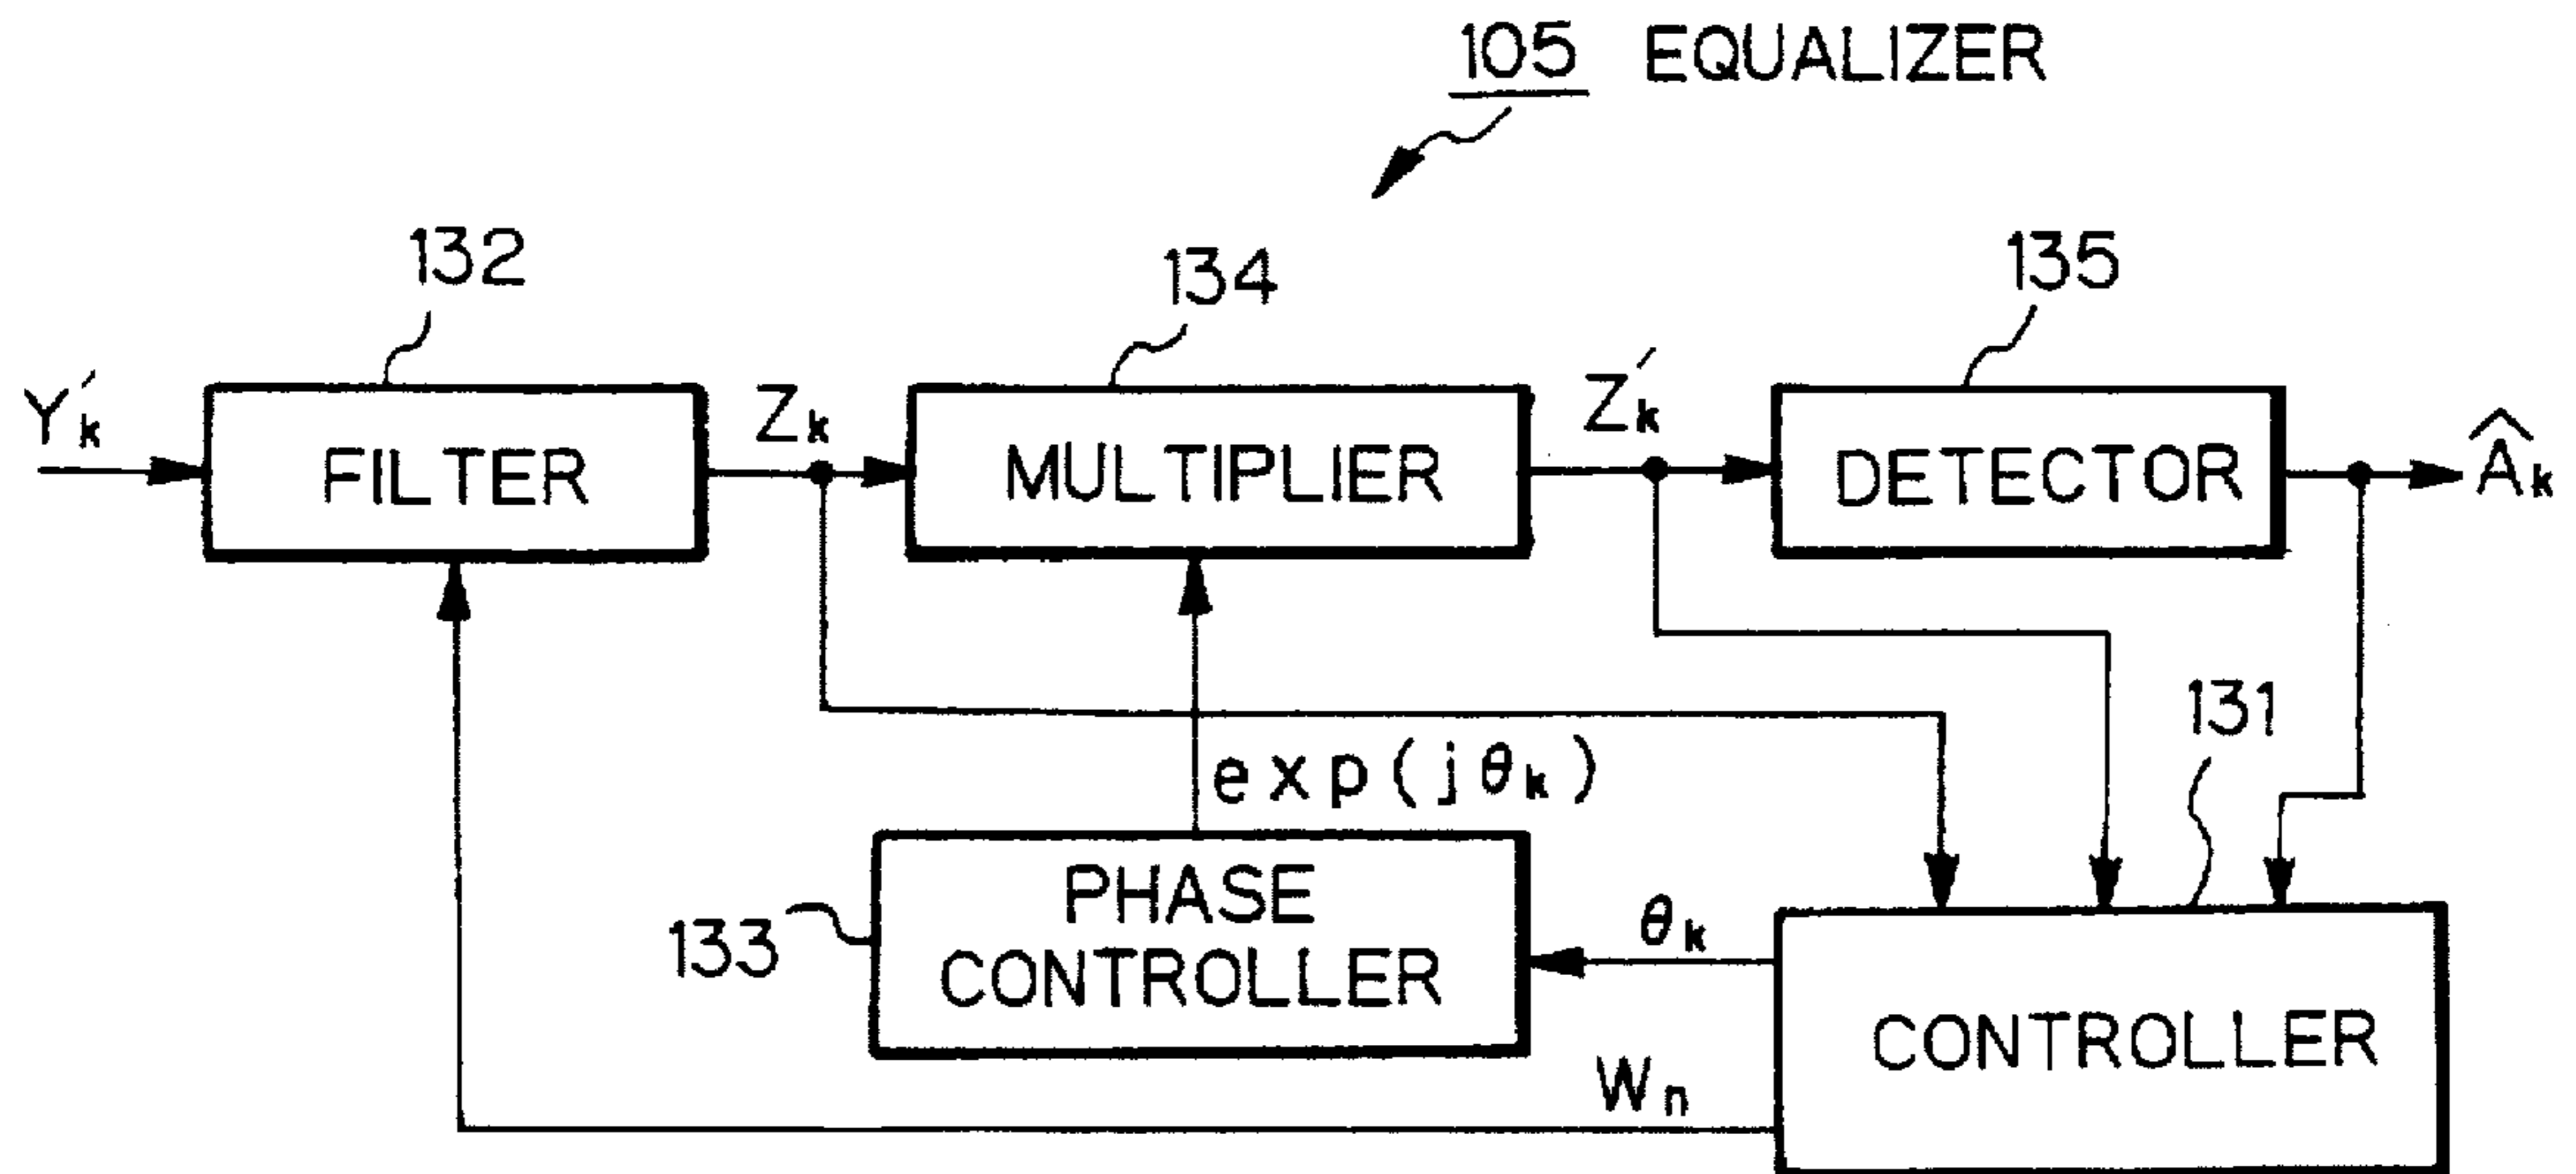 105 EQUALIZER
132
134
135
Y′k
FILTER
Zk
MULTIPLIER
Z′k
DETECTOR
Âk
131
exp(jθk)
133
PHASE
CONTROLLER
θk
CONTROLLER
Wn